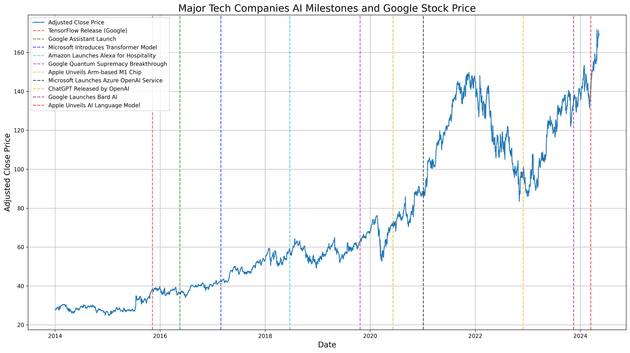 Major Tech Companies AI Milestones and Google Stock Price
Adjusted Close Price
TensorFlow Release (Google)
Google Assistant Launch
Microsoft Introduces Transformer Model
Amazon Launches Alexa for Hospitality
Google Quantum Supremacy Breakthrough
Apple Unveils Arm-based M1 Chip
Microsoft Launches Azure OpenAI Service
ChatGPT Released by OpenAI
Google Launches Bard AI
Apple Unveils AI Language Model
Adjusted Close Price
160
140
120
100
80
60
40
20
2014 2016 2018 2020 2022 2024
Date